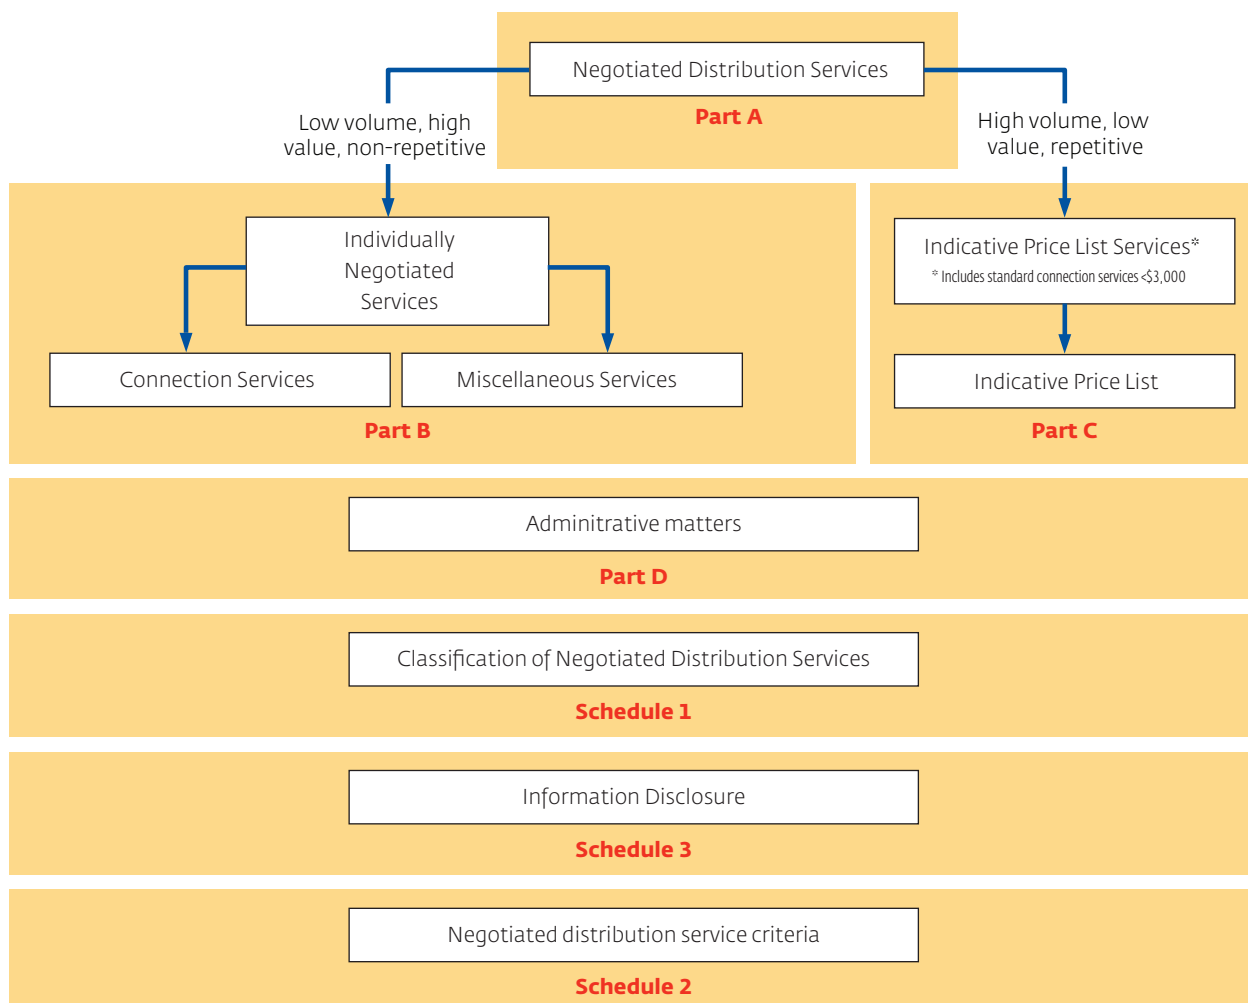 Negotiated Distribution Services
Part A
Low volume, high
value, non-repetitive
High volume, low
value, repetitive
Individually
Negotiated
Services
Connection Services
Miscellaneous Services
Part B
Indicative Price List Services*
* Includes standard connection services <$3,000
Indicative Price List
Part C
Adminitrative matters
Part D
Classification of Negotiated Distribution Services
Schedule 1
Information Disclosure
Schedule 3
Negotiated distribution service criteria
Schedule 2